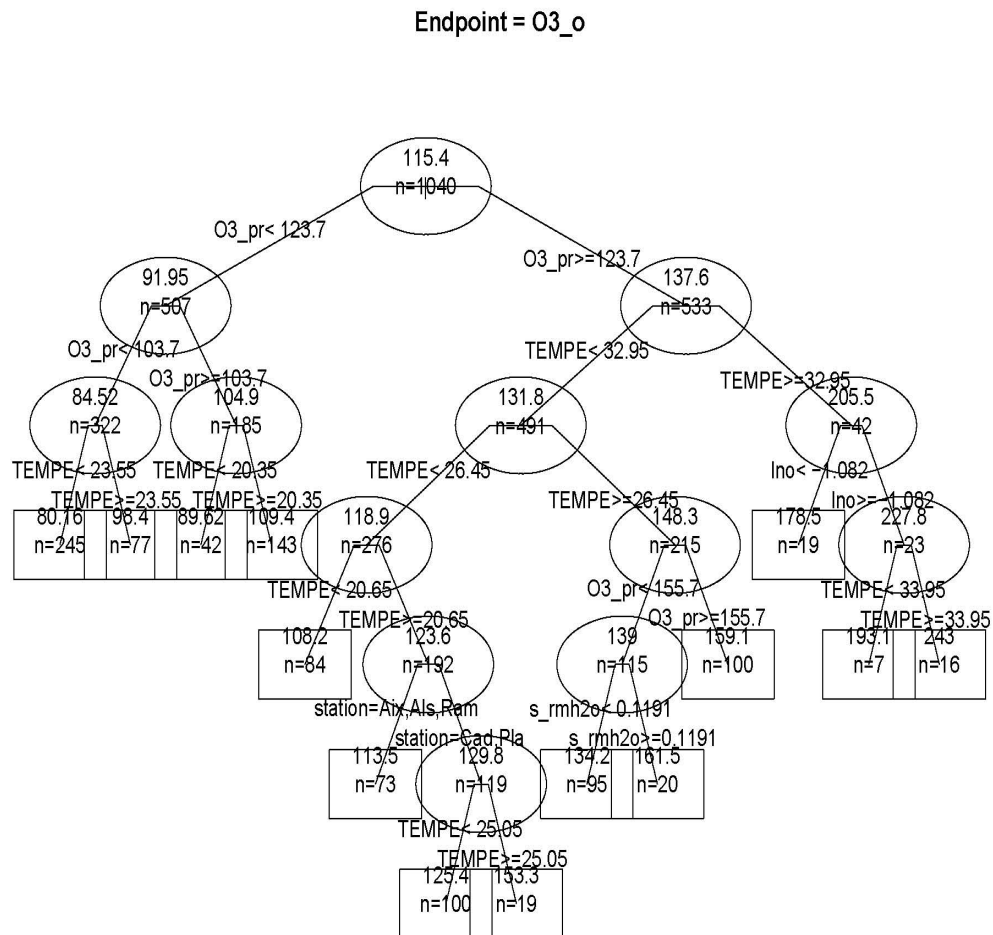 Endpoint = O3_o
115.4
n=1040
O3_pr< 123.7
O3_pr>=123.7
91.95
n=507
137.6
n=533
O3_pr< 103.7
O3_pr>=103.7
TEMPE< 32.95
TEMPE>=32.95
84.52
n=322
104.9
n=185
131.8
n=491
205.5
n=42
TEMPE< 23.55
TEMPE>=23.55
TEMPE< 20.35
TEMPE>=20.35
TEMPE< 26.45
TEMPE>=26.45
lno< −1.082
lno>=−1.082
80.16
n=245
98.4
n=77
89.62
n=42
109.4
n=143
118.9
n=276
148.3
n=215
178.5
n=19
227.8
n=23
TEMPE< 20.65
TEMPE>=20.65
O3_pr< 155.7
O3_pr>=155.7
TEMPE< 33.95
TEMPE>=33.95
108.2
n=84
123.6
n=192
139
n=115
159.1
n=100
193.1
n=7
243
n=16
station=Aix,Als,Ram
station=Cad,Pla
s_rmh2o< 0.1191
s_rmh2o>=0.1191
113.5
n=73
129.8
n=119
134.2
n=95
161.5
n=20
TEMPE< 25.05
TEMPE>=25.05
125.4
n=100
153.3
n=19